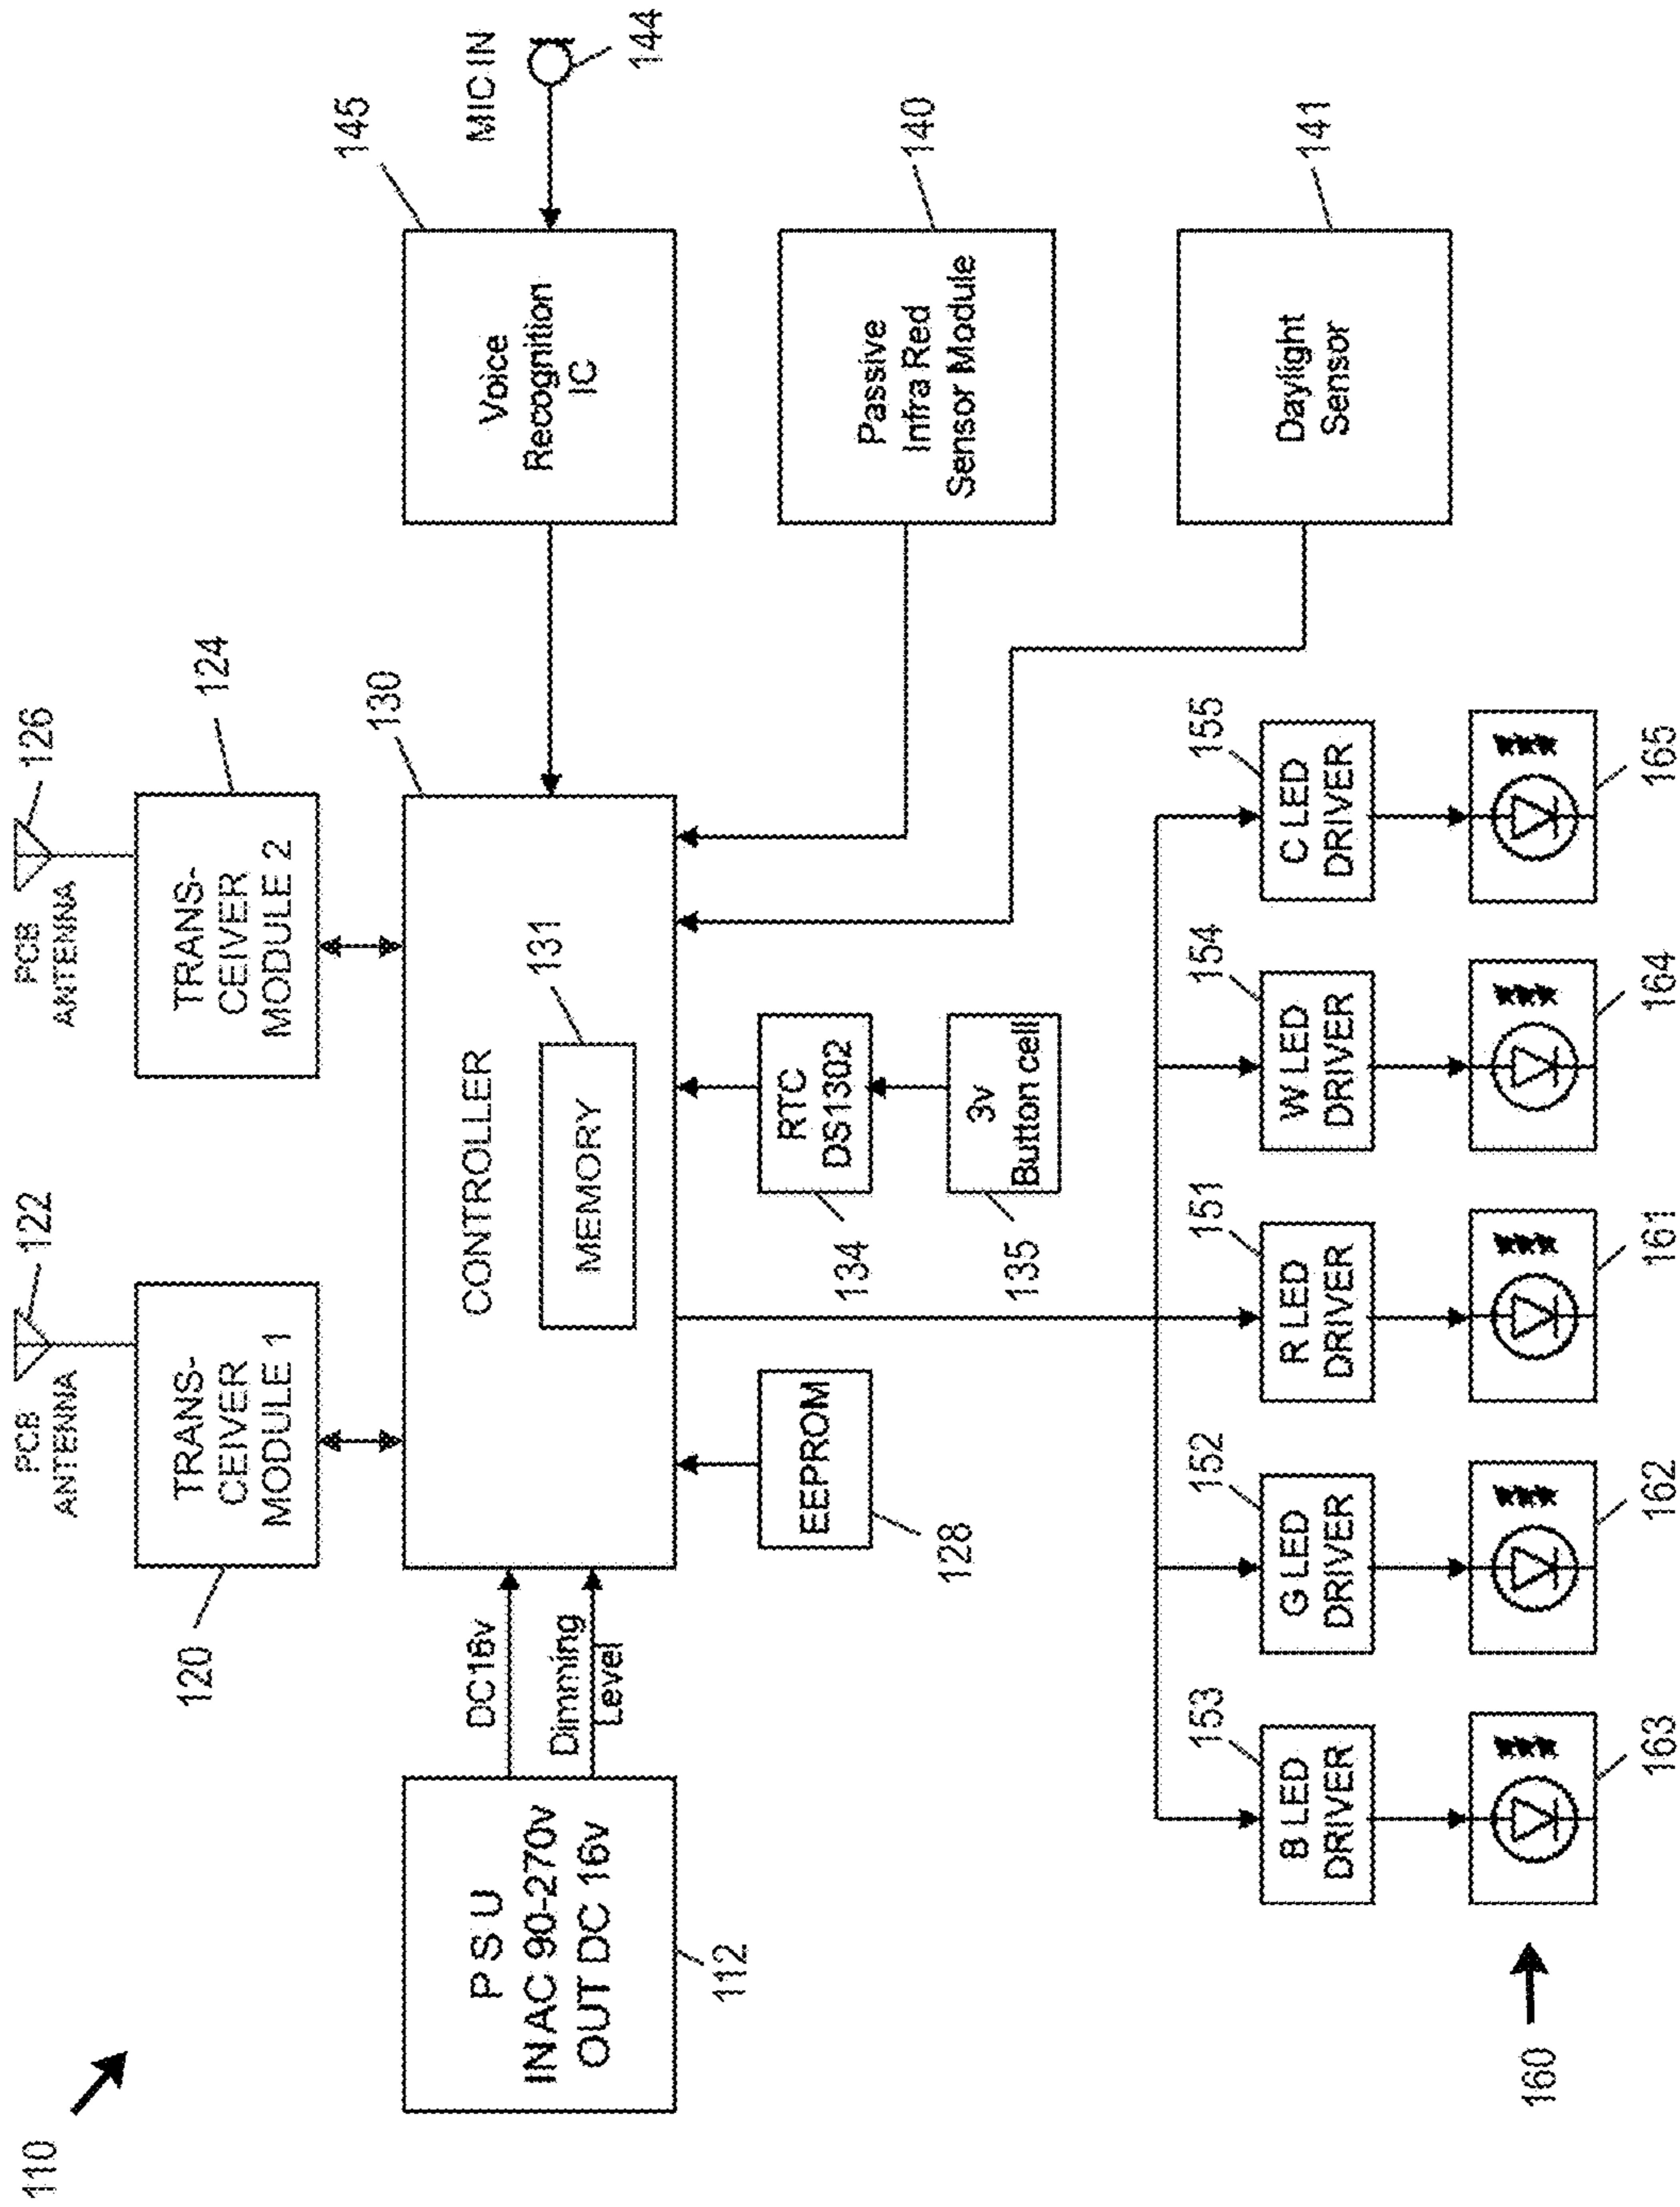 110
PCB
ANTENNA
122
PCB
ANTENNA
126
TRANS-
CEIVER
MODULE 1
120
TRANS-
CEIVER
MODULE 2
124
P S U
IN AC 90-270v
OUT DC 16v
112
DC16v
Dimming
Level
CONTROLLER
130
MEMORY
131
Voice
Recognition
IC
145
MIC IN
144
EEPROM
128
RTC
DS1302
134
3v
Button cell
135
Passive
Infra Red
Sensor Module
140
Daylight
Sensor
141
B LED
DRIVER
153
G LED
DRIVER
152
R LED
DRIVER
151
W LED
DRIVER
154
C LED
DRIVER
155
160
163
162
161
164
165